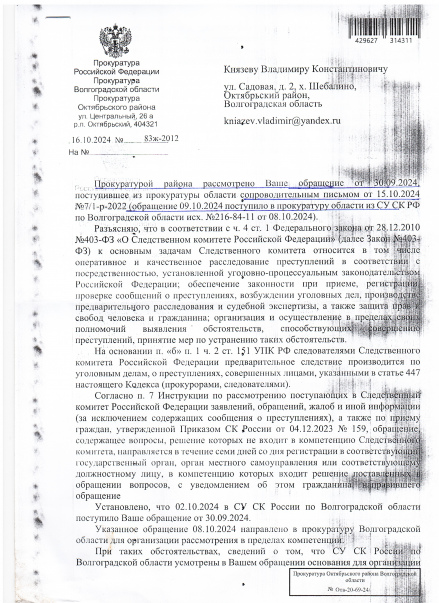 429627 314311
Прокуратура
Российской Федерации
Прокуратура
Волгоградской области
Прокуратура
Октябрьского района
ул. Центральный, 26 а
р.п. Октябрьский, 404321
16.10.2024 № 83ж-2012
На №
Князеву Владимиру Константиновичу
ул. Садовая, д. 2, х. Шебалино,
Октябрьский район,
Волгоградская область
kniazev.vladimir@yandex.ru
Прокуратурой района рассмотрено Ваше обращение от 30.09.2024,
поступившее из прокуратуры области сопроводительным письмом от 15.10.2024
№7/1-р-2022 (обращение 09.10.2024 поступило в прокуратуру области из СУ СК РФ
по Волгоградской области исх. №216-84-11 от 08.10.2024).
Разъясняю, что в соответствии с ч. 4 ст. 1 Федерального закона от 28.12.2010
№403-ФЗ «О Следственном комитете Российской Федерации» (далее Закон №403-
ФЗ) к основным задачам Следственного комитета относится в том числе
оперативное и качественное расследование преступлений в соответствии с
подследственностью, установленной уголовно-процессуальным законодательством
Российской Федерации; обеспечение законности при приеме, регистрации,
проверке сообщений о преступлениях, возбуждении уголовных дел, производстве
предварительного расследования и судебной экспертизы, а также защита прав и
свобод человека и гражданина; организация и осуществление в пределах своих
полномочий выявления обстоятельств, способствующих совершению
преступлений, принятие мер по устранению таких обстоятельств.
На основании п. «б» п. 1 ч. 2 ст. 151 УПК РФ следователями Следственного
комитета Российской Федерации предварительное следствие производится по
уголовным делам, о преступлениях, совершенных лицами, указанными в статье 447
настоящего Кодекса (прокурорами, следователями).
Согласно п. 7 Инструкции по рассмотрению поступающих в Следственный
комитет Российской Федерации заявлений, обращений, жалоб и иной информации
(за исключением содержащих сообщения о преступлениях), а также по приему
граждан, утвержденной Приказом СК России от 04.12.2023 № 159, обращение,
содержащее вопросы, решение которых не входит в компетенцию Следственного
комитета, направляется в течение семи дней со дня регистрации в соответствующий
государственный орган, орган местного самоуправления или соответствующему
должностному лицу, в компетенцию которых входит решение поставленных в
обращении вопросов, с уведомлением об этом гражданина, направившего
обращение
Установлено, что 02.10.2024 в СУ СК России по Волгоградской области
поступило Ваше обращение от 30.09.2024.
Указанное обращение 08.10.2024 направлено в прокуратуру Волгоградской
области для организации рассмотрения в пределах компетенции.
При таких обстоятельствах, сведений о том, что СУ СК России по
Волгоградской области усмотрены в Вашем обращении основания для организации
Прокуратура Октябрьского района Волгоградской
области